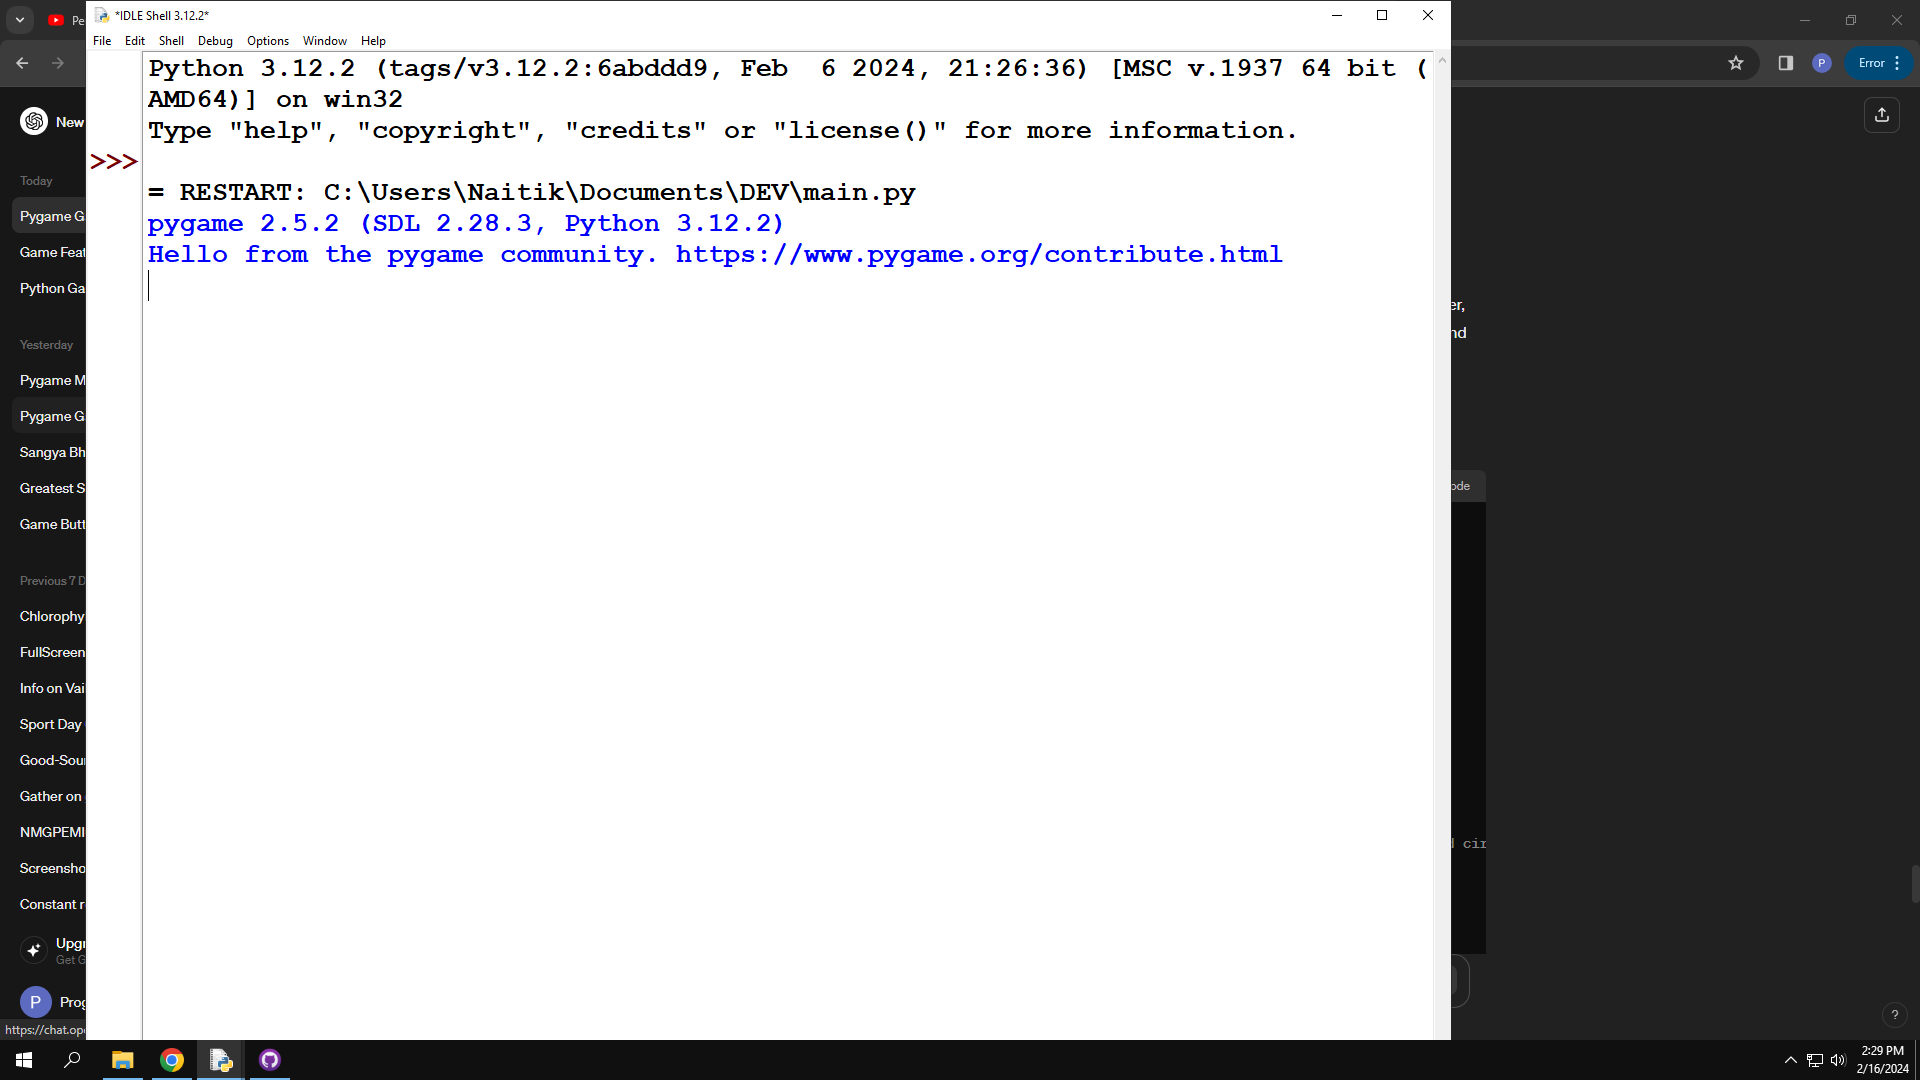 Pe
*IDLE Shell 3.12.2*
File Edit Shell Debug Options Window Help
Python 3.12.2 (tags/v3.12.2:6abddd9, Feb  6 2024, 21:26:36) [MSC v.1937 64 bit (
AMD64)] on win32
Type "help", "copyright", "credits" or "license()" for more information.
>>>
= RESTART: C:\Users\Naitik\Documents\DEV\main.py
pygame 2.5.2 (SDL 2.28.3, Python 3.12.2)
Hello from the pygame community. https://www.pygame.org/contribute.html
P
Error
New
Today
Pygame G
Game Feat
Python Ga
Yesterday
Pygame M
Pygame G
Sangya Bh
Greatest S
Game Butt
Previous 7 D
Chlorophy
FullScreen
Info on Vai
Sport Day
Good-Sou
Gather on
NMGPEMI
Screensho
Constant r
Upgr
Get G
P
Prog
https://chat.ope
er,
nd
ode
d cir
?
2:29 PM
2/16/2024